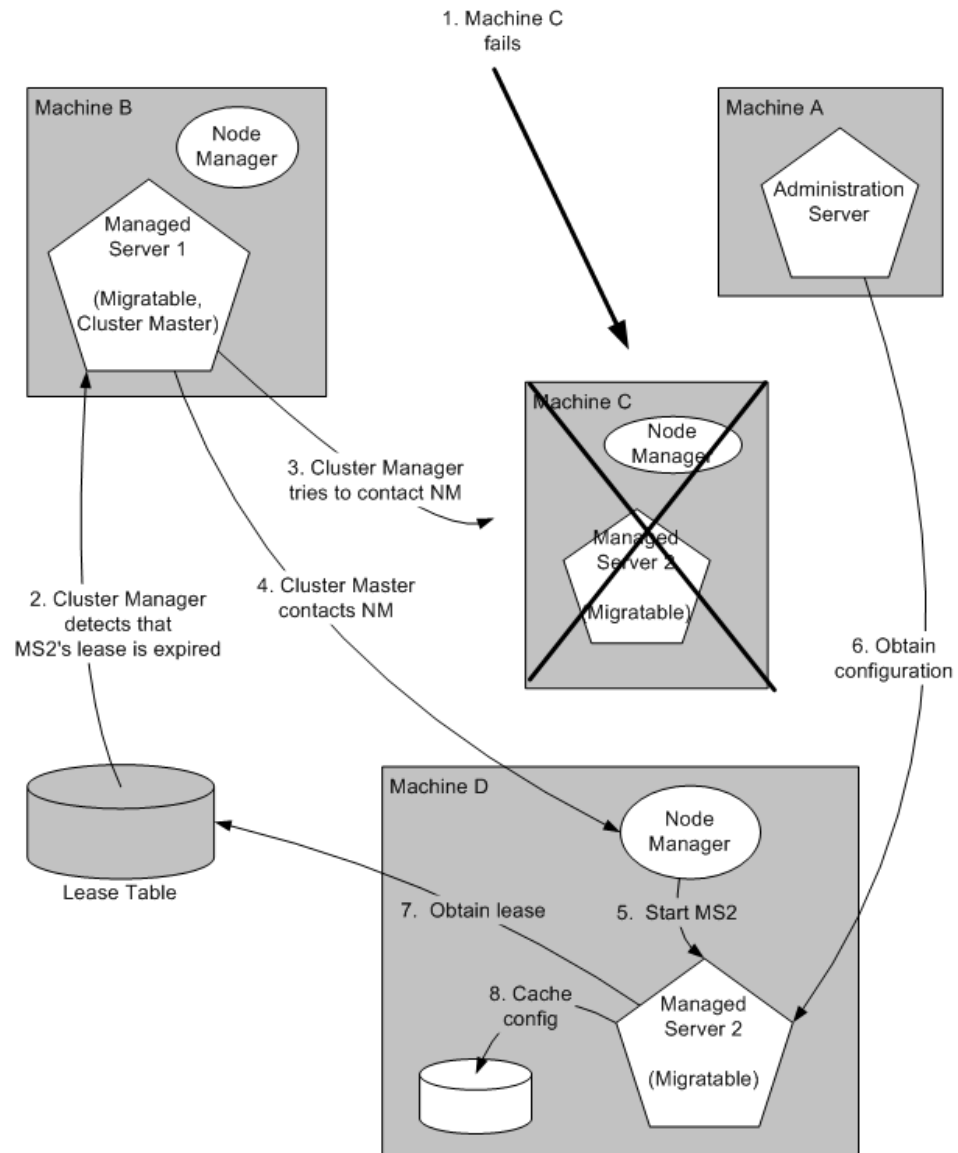 1. Machine C
fails
Machine B
Node
Manager
Managed
Server 1
(Migratable,
Cluster Master)
Machine A
Administration
Server
Machine C
Node
Manager
Managed
Server 2
(Migratable)
3. Cluster Manager
tries to contact NM
4. Cluster Master
contacts NM
2. Cluster Manager
detects that
MS2's lease is expired
6. Obtain
configuration
Lease Table
Machine D
Node
Manager
7. Obtain lease
5. Start MS2
8. Cache
config
Managed
Server 2
(Migratable)